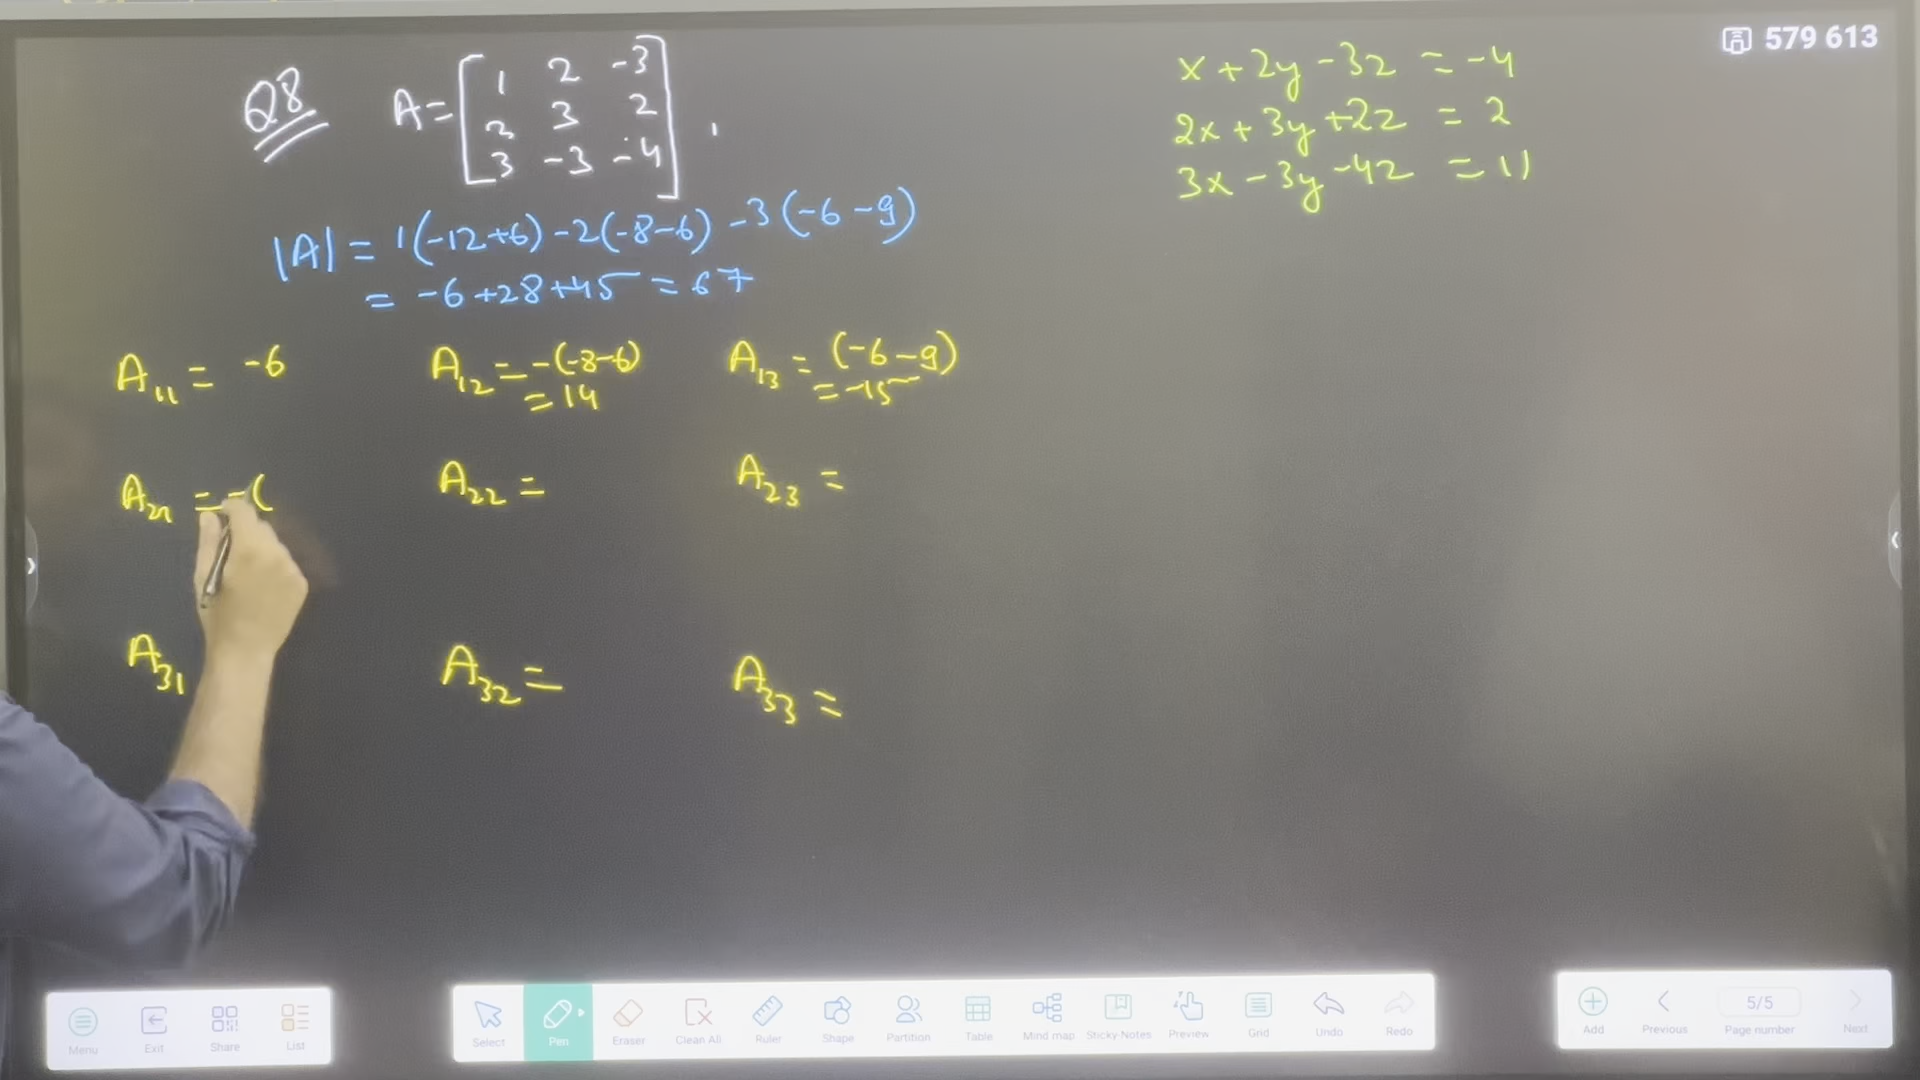 579 613
Q8 A = [1 2 -3
2 3 2
3 -3 -4] ,
|A| = 1(-12+6) -2(-8-6) -3(-6-9)
= -6+28+45 = 67
x + 2y - 3z = -4
2x + 3y + 2z = 2
3x - 3y - 4z = 11
A11 = -6 A12 = -(-8-6) A13 = (-6-9)
= 14 = -15
A21 = -( A22 = A23 =
A31 A32 = A33 =
Menu Exit Share List Select Pen Eraser Clean All Ruler Shape Partition Table Mind map Sticky-Notes Preview Grid Undo Redo Add Previous 5/5 Page number Next